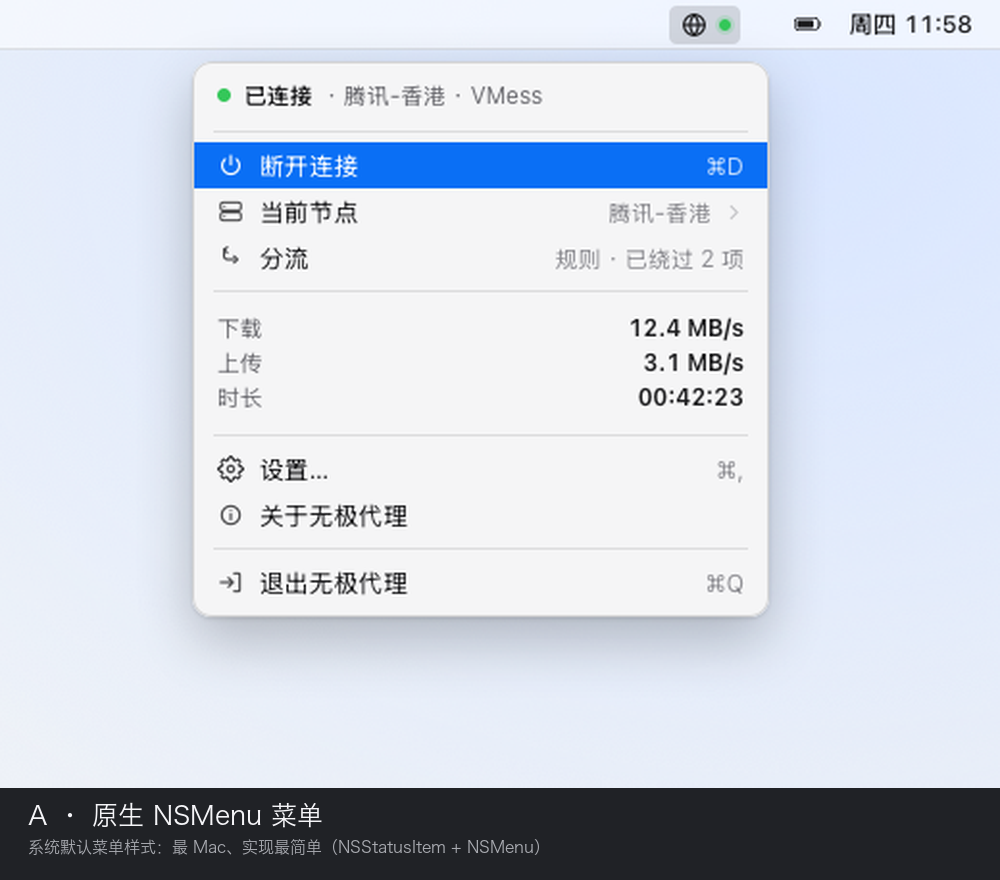 周四 11:58
已连接 · 腾讯-香港 · VMess
断开连接 ⌘D
当前节点 腾讯-香港 >
分流 规则 · 已绕过 2 项
下载 12.4 MB/s
上传 3.1 MB/s
时长 00:42:23
设置... ⌘,
关于无极代理
退出无极代理 ⌘Q
A · 原生 NSMenu 菜单
系统默认菜单样式：最 Mac、实现最简单（NSStatusItem + NSMenu）